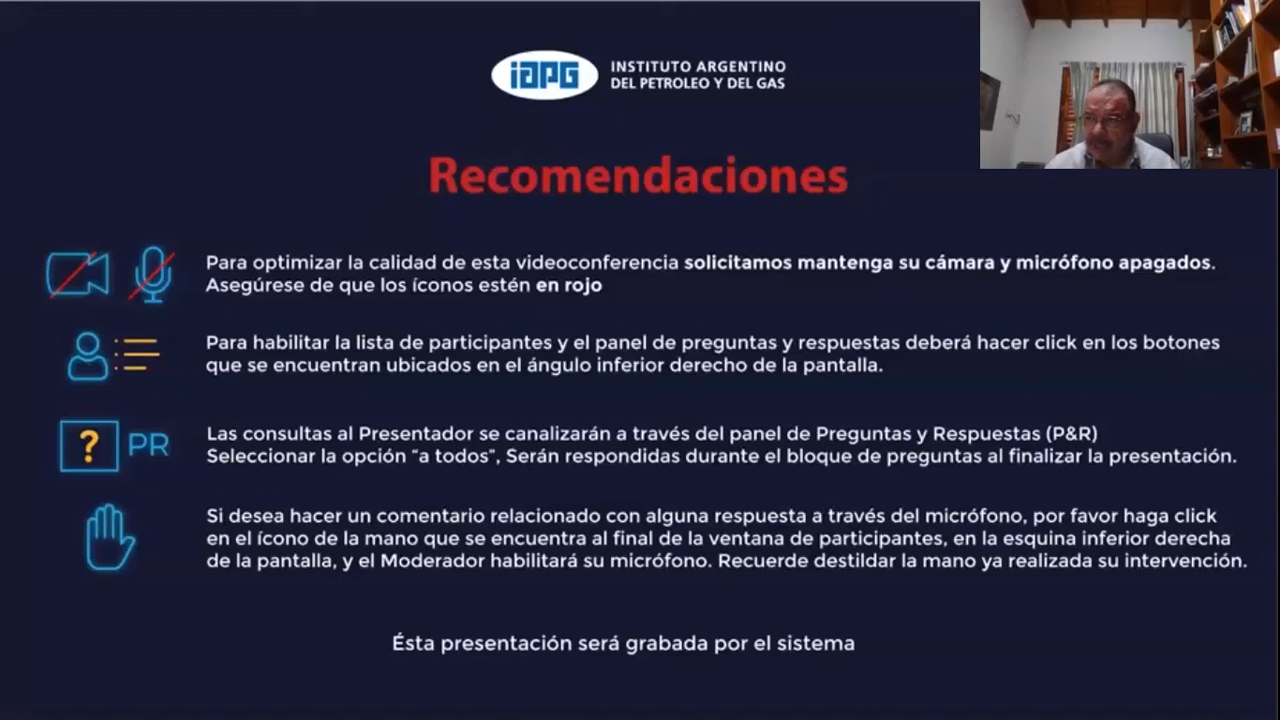 iapg
INSTITUTO ARGENTINO
DEL PETROLEO Y DEL GAS
Recomendaciones
Para optimizar la calidad de esta videoconferencia solicitamos mantenga su cámara y micrófono apagados.
Asegúrese de que los íconos estén en rojo
Para habilitar la lista de participantes y el panel de preguntas y respuestas deberá hacer click en los botones
que se encuentran ubicados en el ángulo inferior derecho de la pantalla.
? PR
Las consultas al Presentador se canalizarán a través del panel de Preguntas y Respuestas (P&R)
Seleccionar la opción "a todos", Serán respondidas durante el bloque de preguntas al finalizar la presentación.
Si desea hacer un comentario relacionado con alguna respuesta a través del micrófono, por favor haga click
en el ícono de la mano que se encuentra al final de la ventana de participantes, en la esquina inferior derecha
de la pantalla, y el Moderador habilitará su micrófono. Recuerde destildar la mano ya realizada su intervención.
Ésta presentación será grabada por el sistema